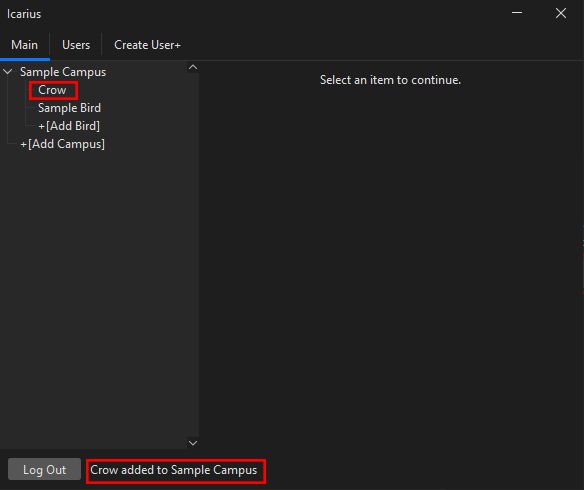 Icarius
Main Users Create User+
Sample Campus
Crow
Sample Bird
+[Add Bird]
+[Add Campus]
Select an item to continue.
Log Out Crow added to Sample Campus